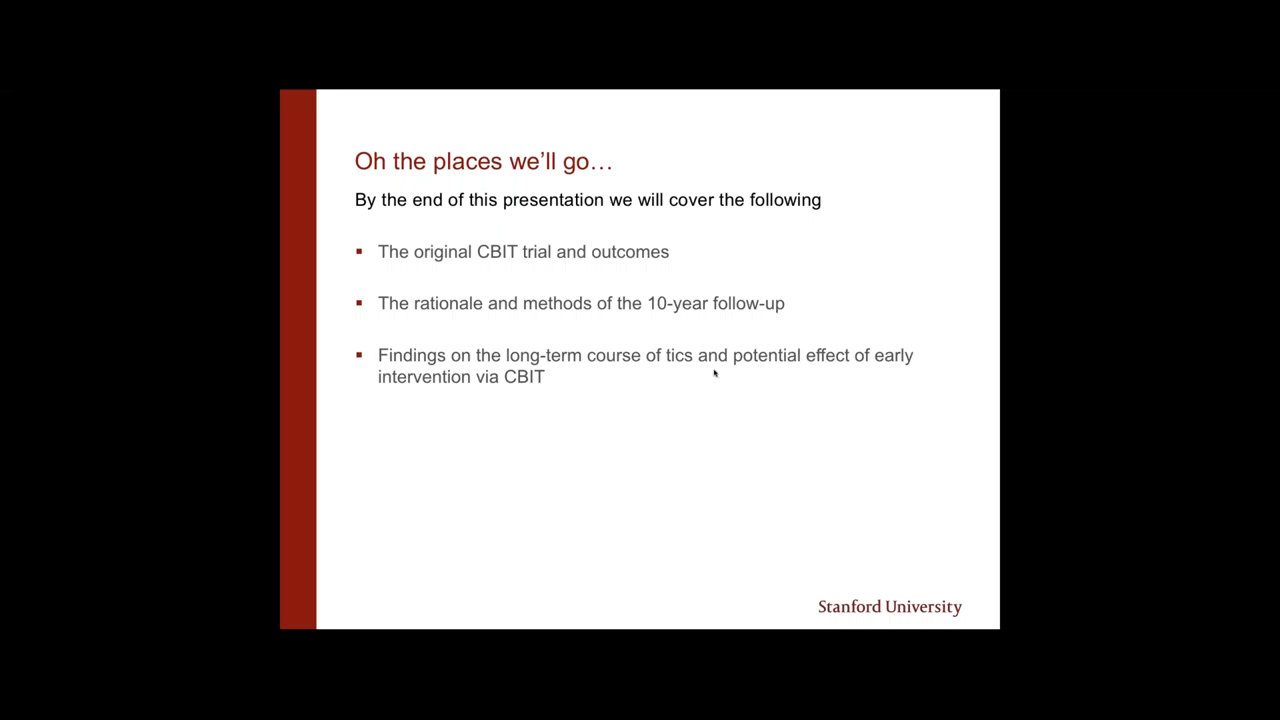 Oh the places we’ll go…
By the end of this presentation we will cover the following
▪ The original CBIT trial and outcomes
▪ The rationale and methods of the 10-year follow-up
▪ Findings on the long-term course of tics and potential effect of early
intervention via CBIT
Stanford University